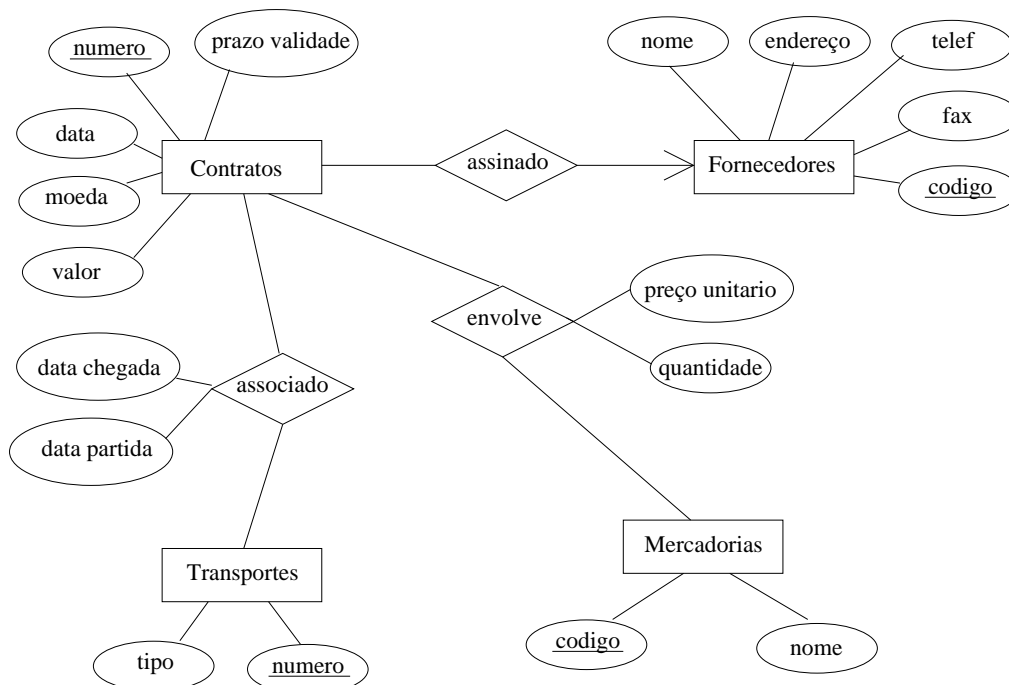 numero
prazo validade
nome
endereço
telef
data
fax
Contratos
assinado
Fornecedores
moeda
codigo
valor
preço unitario
envolve
data chegada
associado
quantidade
data partida
Mercadorias
Transportes
codigo
nome
tipo
numero